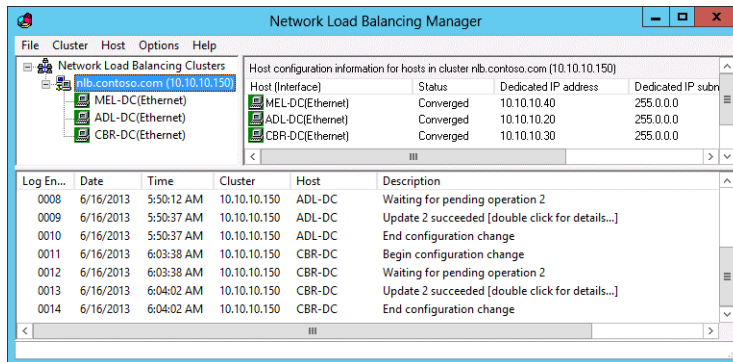 Network Load Balancing Manager
File Cluster Host Options Help
Network Load Balancing Clusters
nlb.contoso.com (10.10.10.150)
MEL-DC(Ethernet)
ADL-DC(Ethernet)
CBR-DC(Ethernet)
Host configuration information for hosts in cluster nlb.contoso.com (10.10.10.150)
Host (Interface) Status Dedicated IP address Dedicated IP subn
MEL-DC(Ethernet) Converged 10.10.10.40 255.0.0.0
ADL-DC(Ethernet) Converged 10.10.10.20 255.0.0.0
CBR-DC(Ethernet) Converged 10.10.10.30 255.0.0.0
Log En... Date Time Cluster Host Description
0008 6/16/2013 5:50:12 AM 10.10.10.150 ADL-DC Waiting for pending operation 2
0009 6/16/2013 5:50:37 AM 10.10.10.150 ADL-DC Update 2 succeeded [double click for details...]
0010 6/16/2013 5:50:37 AM 10.10.10.150 ADL-DC End configuration change
0011 6/16/2013 6:03:38 AM 10.10.10.150 CBR-DC Begin configuration change
0012 6/16/2013 6:03:38 AM 10.10.10.150 CBR-DC Waiting for pending operation 2
0013 6/16/2013 6:04:02 AM 10.10.10.150 CBR-DC Update 2 succeeded [double click for details...]
0014 6/16/2013 6:04:02 AM 10.10.10.150 CBR-DC End configuration change